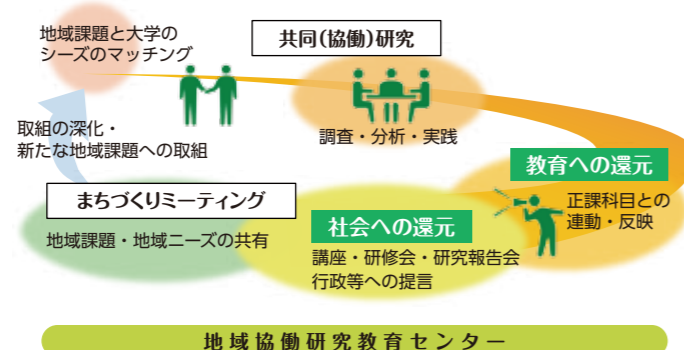 地域課題と大学の
シーズのマッチング
共同(協働)研究
調査・分析・実践
教育への還元
正課科目との
連動・反映
社会への還元
講座・研修会・研究報告会
行政等への提言
まちづくりミーティング
地域課題・地域ニーズの共有
取組の深化・
新たな地域課題への取組
地域協働研究教育センター